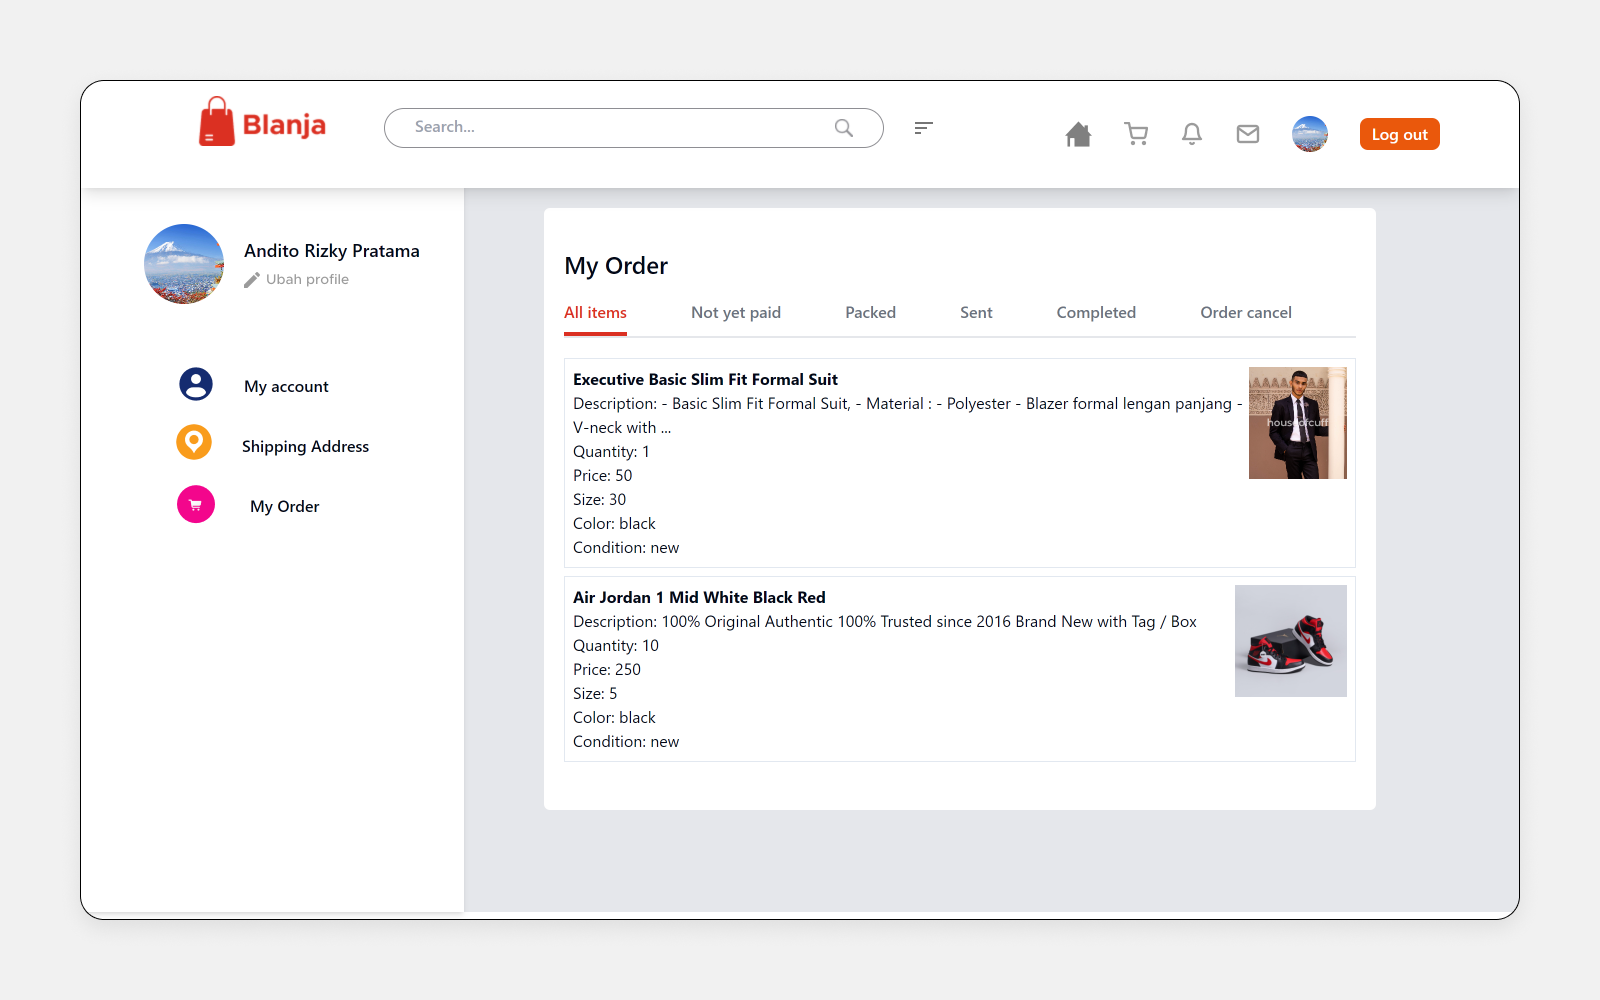 Blanja
Search...
Log out
Andito Rizky Pratama
Ubah profile
My account
Shipping Address
My Order
My Order
All items
Not yet paid
Packed
Sent
Completed
Order cancel
Executive Basic Slim Fit Formal Suit
Description: - Basic Slim Fit Formal Suit, - Material : - Polyester - Blazer formal lengan panjang -
V-neck with ...
Quantity: 1
Price: 50
Size: 30
Color: black
Condition: new
houseofcuff
Air Jordan 1 Mid White Black Red
Description: 100% Original Authentic 100% Trusted since 2016 Brand New with Tag / Box
Quantity: 10
Price: 250
Size: 5
Color: black
Condition: new